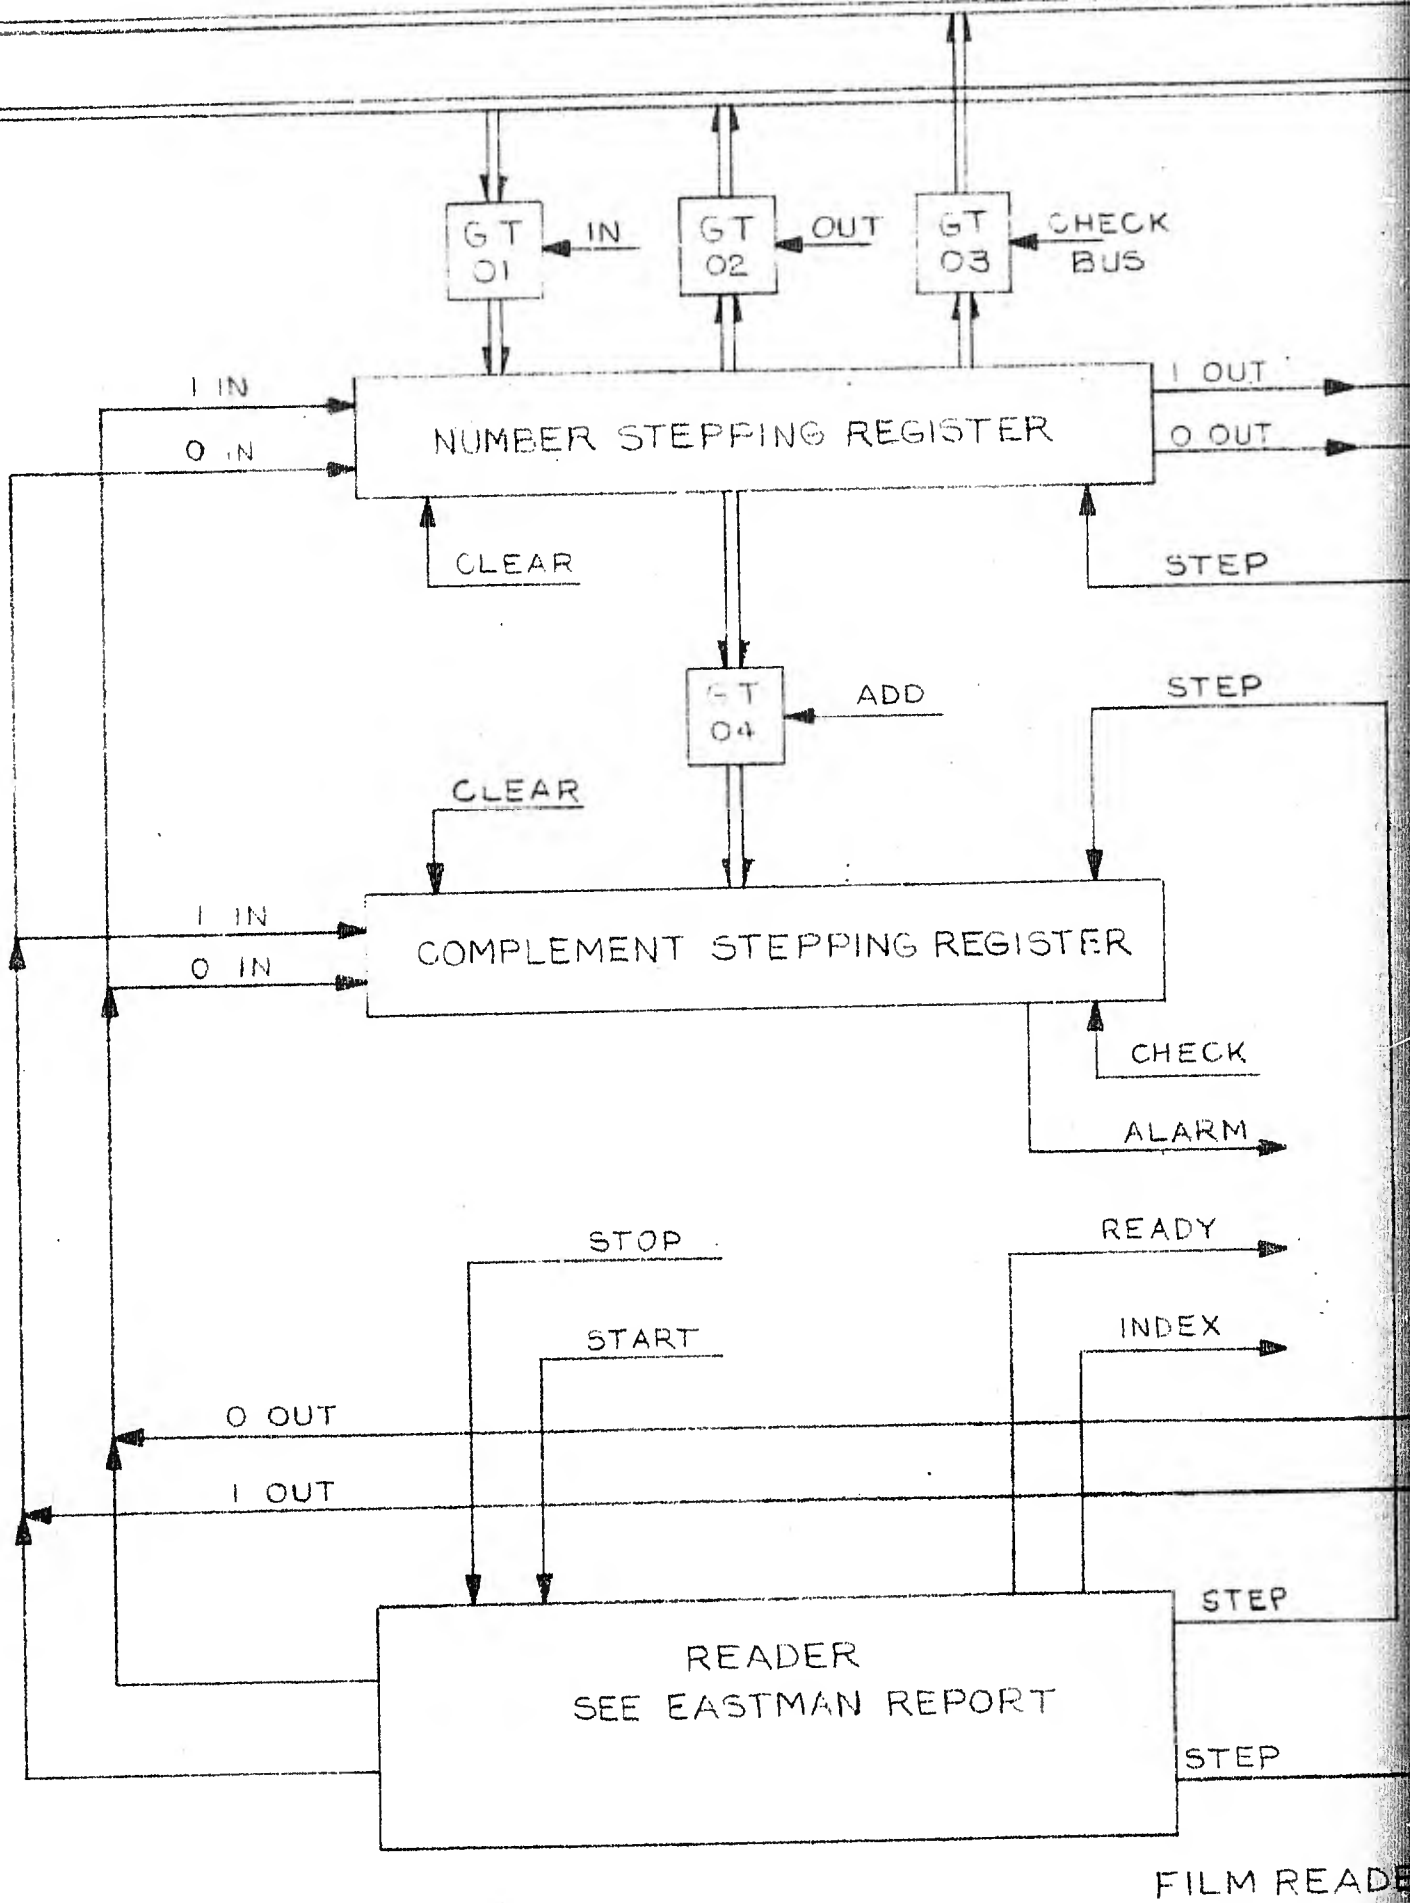 GT
01
IN
GT
02
OUT
GT
03
CHECK
BUS
1 IN
0 IN
NUMBER STEPPING REGISTER
1 OUT
0 OUT
CLEAR
STEP
GT
04
ADD
STEP
CLEAR
1 IN
0 IN
COMPLEMENT STEPPING REGISTER
CHECK
ALARM
STOP
READY
START
INDEX
0 OUT
1 OUT
READER
SEE EASTMAN REPORT
STEP
STEP
FILM READE